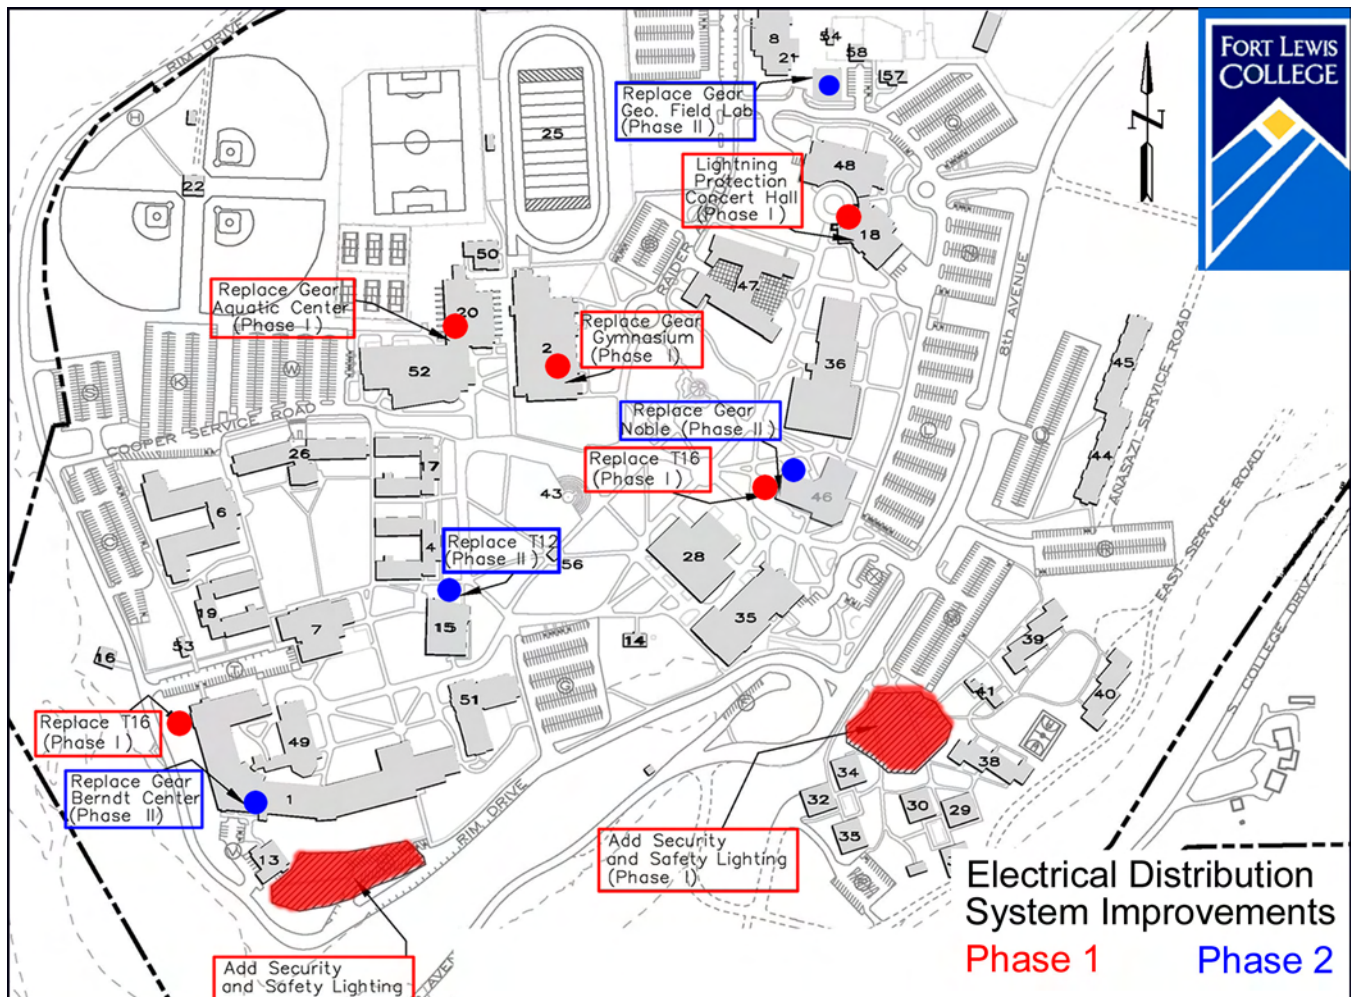 RIM DRIVE
FORT LEWIS
COLLEGE
N
8
21
54
58
57
Replace Gear
Geo. Field Lab
(Phase II)
25
H
22
Lightning
Protection
Concert Hall
(Phase I)
48
18
50
47
RAIDER
8th AVENUE
Replace Gear
Aquatic Center
(Phase I)
20
Replace Gear
Gymnasium
(Phase I)
2
52
36
45
44
S
K
W
COOPER SERVICE ROAD
ANASAZI SERVICE ROAD
EAST SERVICE ROAD
S COLLEGE DRIVE
Replace Gear
Noble (Phase II)
Replace T16
(Phase I)
46
26
17
43
6
4
Replace T12
(Phase II)
56
28
35
15
14
19
7
53
16
T
C
G
R
39
41
40
38
51
49
Replace T16
(Phase I)
Replace Gear
Berndt Center
(Phase II)
1
13
RIM DRIVE
34
32
30
29
35
Add Security
and Safety Lighting
(Phase I)
Add Security
and Safety Lighting
Electrical Distribution
System Improvements
Phase 1
Phase 2